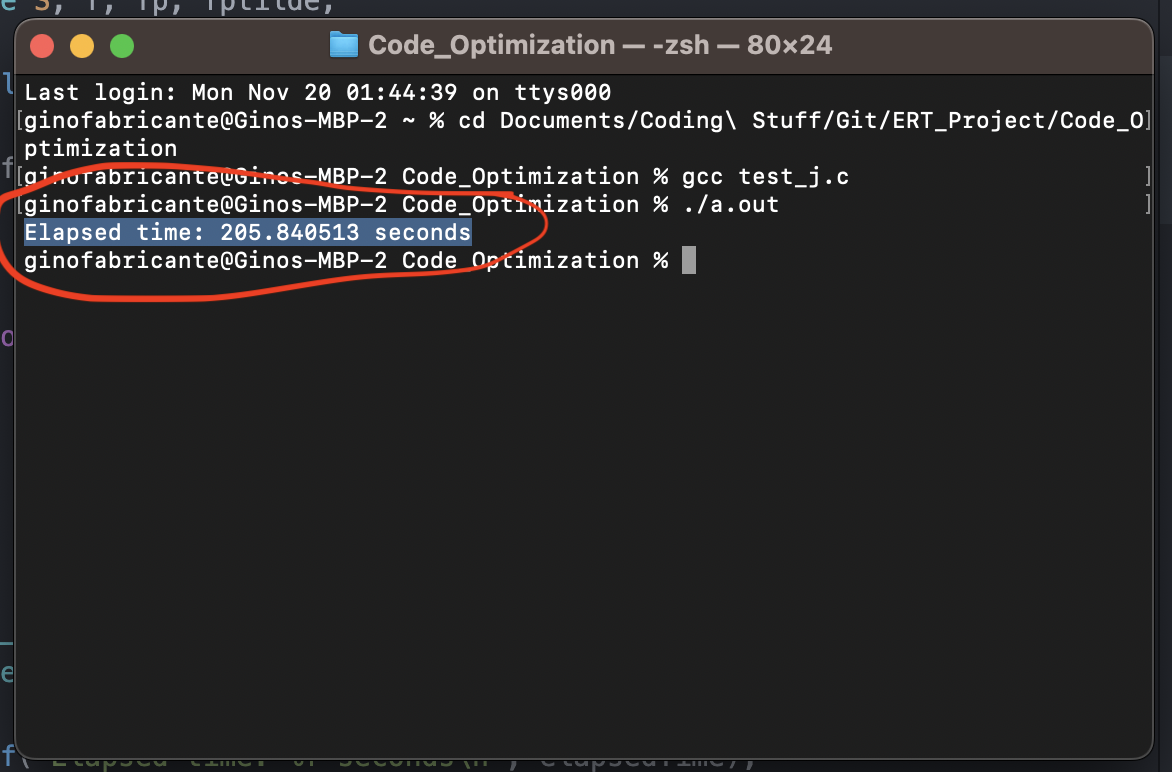 e S, f, fp, fptilde,
Code_Optimization — -zsh — 80×24
Last login: Mon Nov 20 01:44:39 on ttys000
[ginofabricante@Ginos-MBP-2 ~ % cd Documents/Coding\ Stuff/Git/ERT_Project/Code_O]
ptimization
[ginofabricante@Ginos-MBP-2 Code_Optimization % gcc test_j.c ]
[ginofabricante@Ginos-MBP-2 Code_Optimization % ./a.out ]
Elapsed time: 205.840513 seconds
ginofabricante@Ginos-MBP-2 Code_Optimization %
f("Elapsed time: %f seconds\n", elapsedTime);